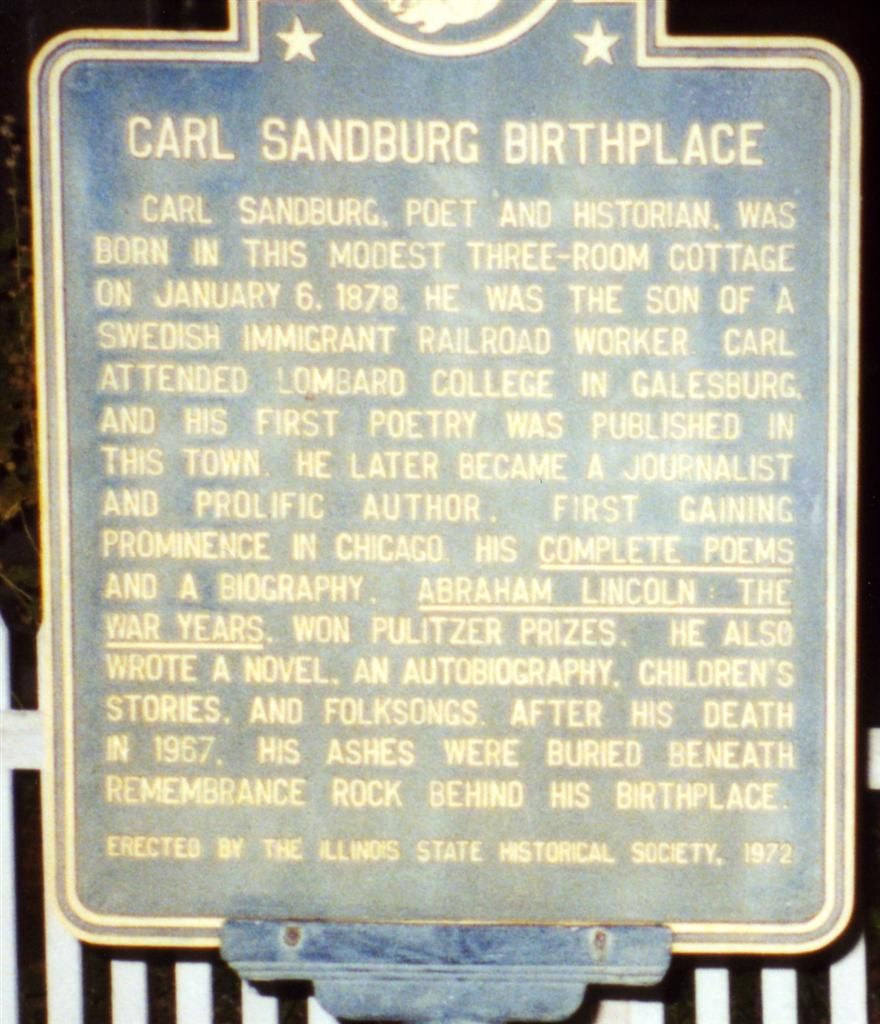 CARL SANDBURG BIRTHPLACE
CARL SANDBURG, POET AND HISTORIAN, WAS
BORN IN THIS MODEST THREE-ROOM COTTAGE
ON JANUARY 6, 1878. HE WAS THE SON OF A
SWEDISH IMMIGRANT RAILROAD WORKER. CARL
ATTENDED LOMBARD COLLEGE IN GALESBURG,
AND HIS FIRST POETRY WAS PUBLISHED IN
THIS TOWN. HE LATER BECAME A JOURNALIST
AND PROLIFIC AUTHOR, FIRST GAINING
PROMINENCE IN CHICAGO. HIS COMPLETE POEMS
AND A BIOGRAPHY, ABRAHAM LINCOLN: THE
WAR YEARS, WON PULITZER PRIZES. HE ALSO
WROTE A NOVEL, AN AUTOBIOGRAPHY, CHILDREN'S
STORIES, AND FOLKSONGS. AFTER HIS DEATH
IN 1967, HIS ASHES WERE BURIED BENEATH
REMEMBRANCE ROCK BEHIND HIS BIRTHPLACE.
ERECTED BY THE ILLINOIS STATE HISTORICAL SOCIETY, 1972